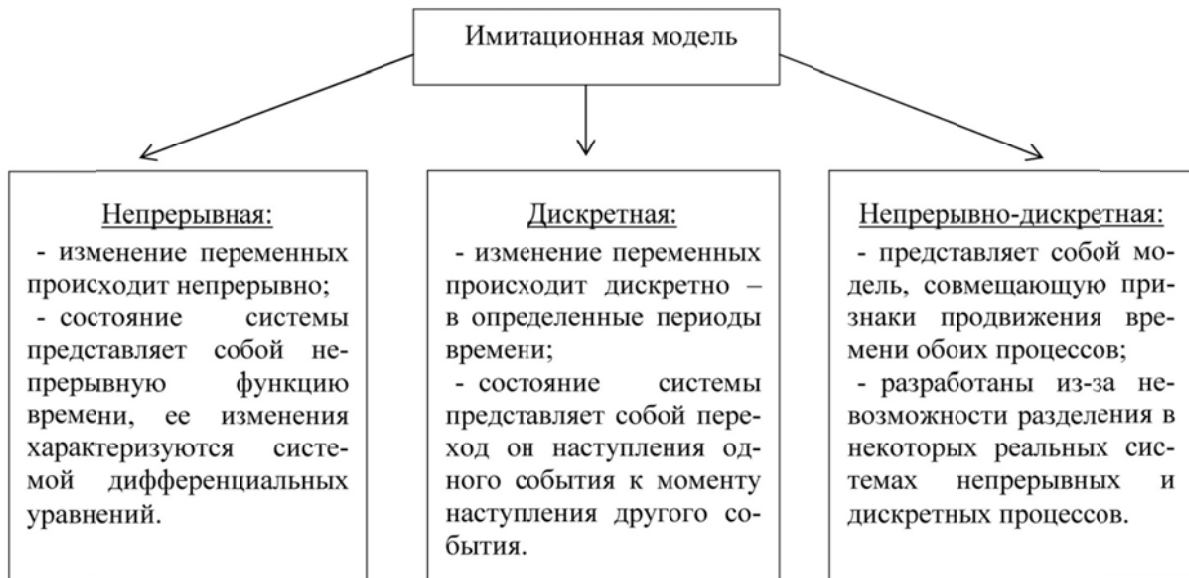 Имитационная модель
Непрерывная:
- изменение переменных
происходит непрерывно;
- состояние системы
представляет собой не-
прерывную функцию
времени, ее изменения
характеризуются систе-
мой дифференциальных
уравнений.
Дискретная:
- изменение переменных
происходит дискретно –
в определенные периоды
времени;
- состояние системы
представляет собой пере-
ход он наступления од-
ного события к моменту
наступления другого со-
бытия.
Непрерывно-дискретная:
- представляет собой мо-
дель, совмещающую при-
знаки продвижения вре-
мени обоих процессов;
- разработаны из-за не-
возможности разделения в
некоторых реальных сис-
темах непрерывных и
дискретных процессов.